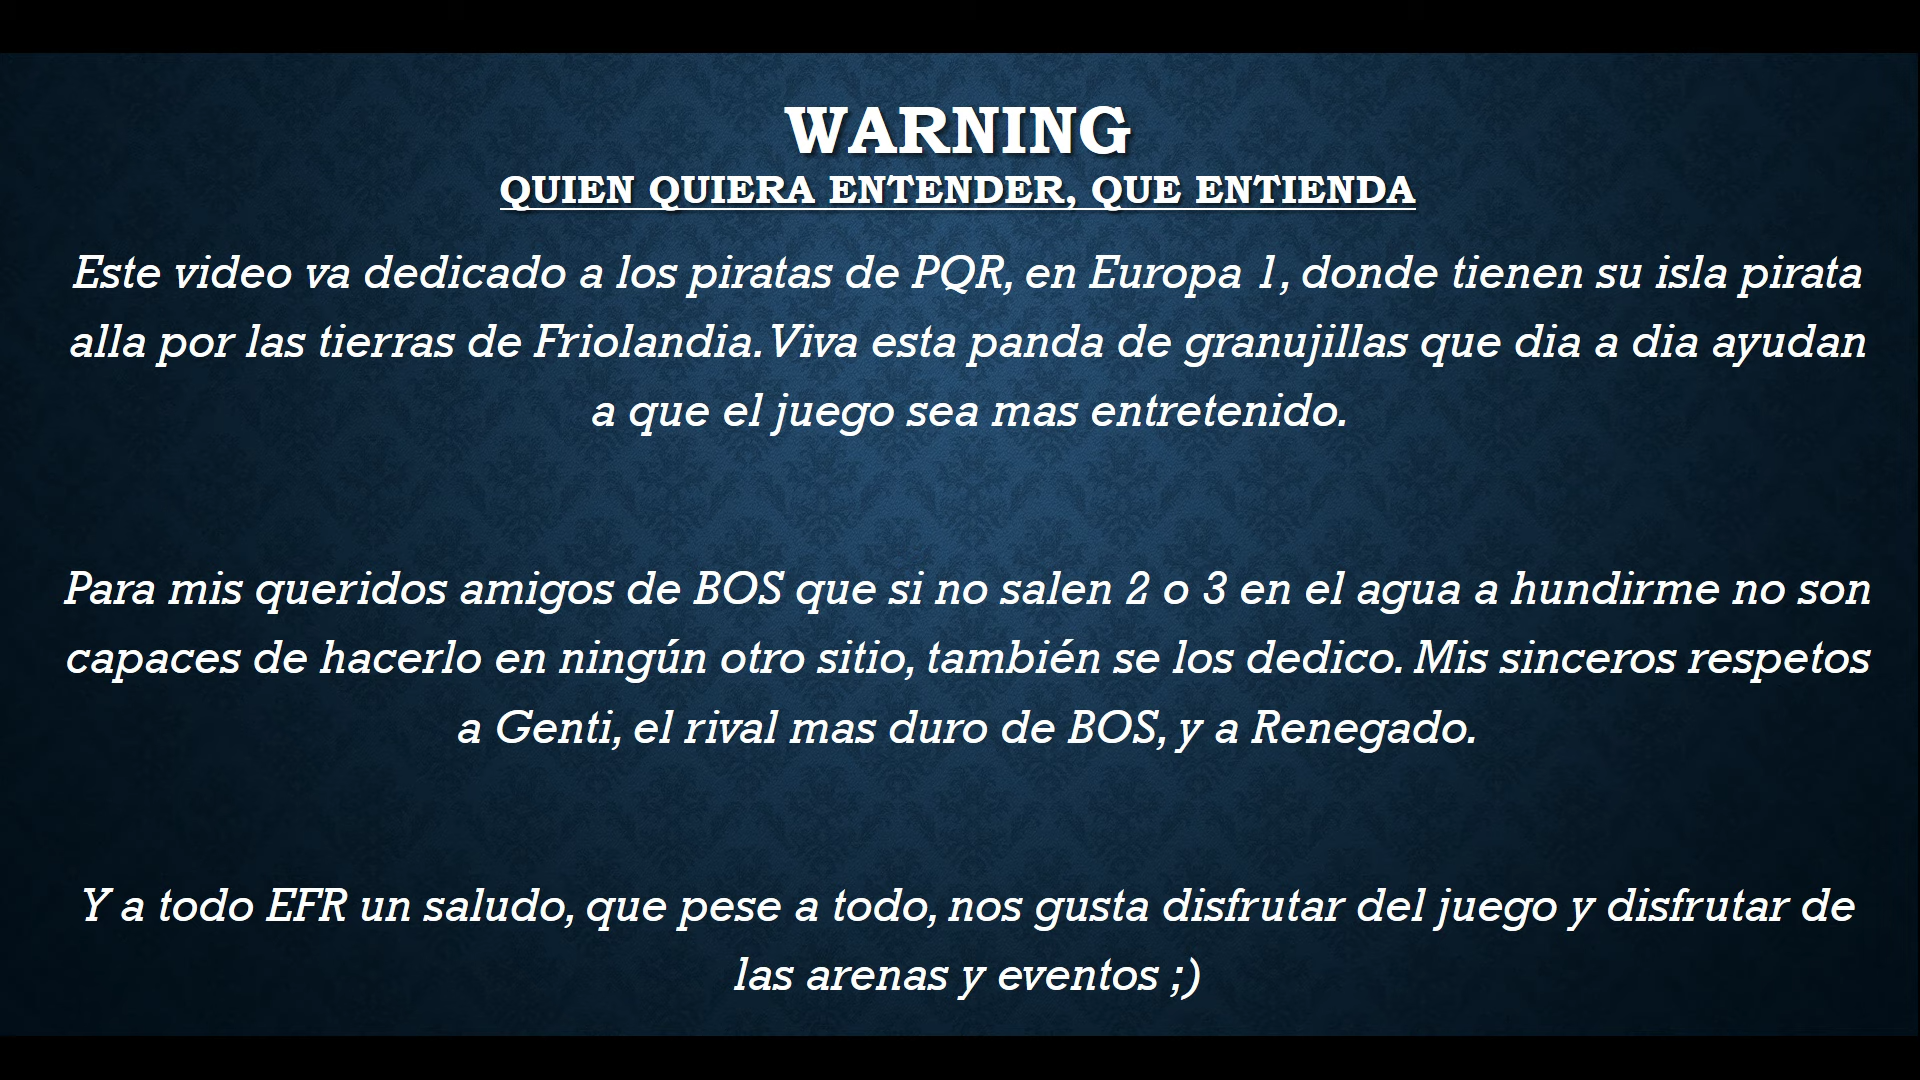 WARNING
QUIEN QUIERA ENTENDER, QUE ENTIENDA
Este video va dedicado a los piratas de PQR, en Europa 1, donde tienen su isla pirata
alla por las tierras de Friolandia. Viva esta panda de granujillas que dia a dia ayudan
a que el juego sea mas entretenido.
Para mis queridos amigos de BOS que si no salen 2 o 3 en el agua a hundirme no son
capaces de hacerlo en ningún otro sitio, también se los dedico. Mis sinceros respetos
a Genti, el rival mas duro de BOS, y a Renegado.
Y a todo EFR un saludo, que pese a todo, nos gusta disfrutar del juego y disfrutar de
las arenas y eventos ;)